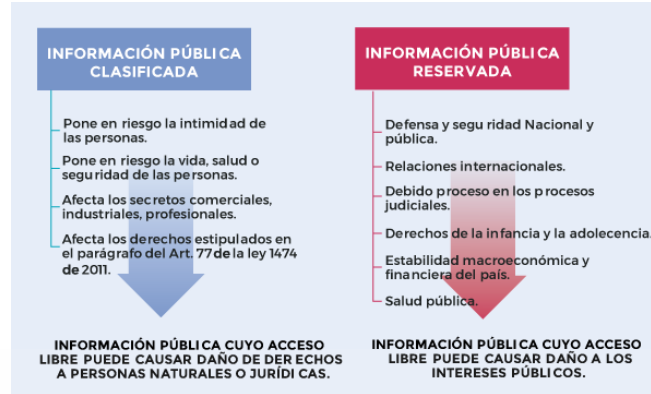 INFORMACIÓN PÚBLICA
CLASIFICADA
Pone en riesgo la intimidad de
las personas.
Pone en riesgo la vida, salud o
seguridad de las personas.
Afecta los secretos comerciales,
industriales, profesionales.
Afecta los derechos estipulados en
el parágrafo del Art. 77 de la ley 1474
de 2011.
INFORMACIÓN PÚBLICA CUYO ACCESO
LIBRE PUEDE CAUSAR DAÑO DE DERECHOS
A PERSONAS NATURALES O JURÍDICAS.
INFORMACIÓN PÚBLICA
RESERVADA
Defensa y seguridad Nacional y
pública.
Relaciones internacionales.
Debido proceso en los procesos
judiciales.
Derechos de la infancia y la adolecencia.
Estabilidad macroeconómica y
financiera del país.
Salud pública.
INFORMACIÓN PÚBLICA CUYO ACCESO
LIBRE PUEDE CAUSAR DAÑO A LOS
INTERESES PÚBLICOS.